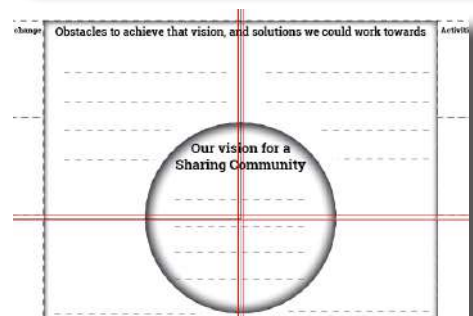 change
Obstacles to achieve that vision, and solutions we could work towards
Activiti
Our vision for a
Sharing Community